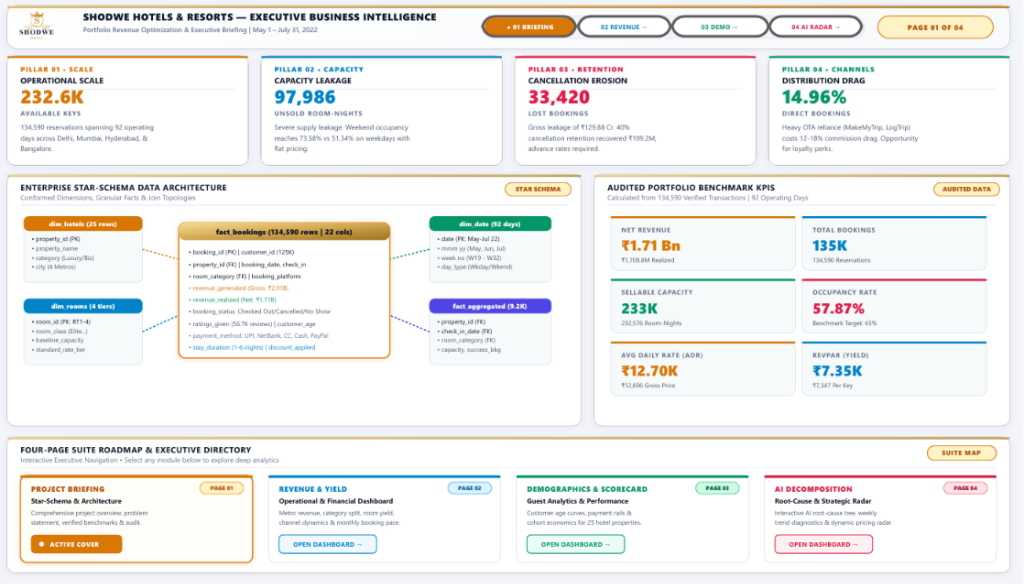 SHODWE
SHODWE HOTELS & RESORTS — EXECUTIVE BUSINESS INTELLIGENCE
Portfolio Revenue Optimization & Executive Briefing | May 1 – July 31, 2022
01 BRIEFING
02 REVENUE →
03 DEMO →
04 AI RADAR →
PAGE 01 OF 04
PILLAR 01 • SCALE
OPERATIONAL SCALE
232.6K
AVAILABLE KEYS
134,590 reservations spanning 92 operating
days across Delhi, Mumbai, Hyderabad, &
Bangalore.
PILLAR 02 • CAPACITY
CAPACITY LEAKAGE
97,986
UNSOLD ROOM-NIGHTS
Severe supply leakage. Weekend occupancy
reaches 73.58% vs 51.34% on weekdays with
flat pricing.
PILLAR 03 • RETENTION
CANCELLATION EROSION
33,420
LOST BOOKINGS
Gross leakage of ₹129.88 Cr. 40%
cancellation retention recovered ₹199.2M;
advance rates required.
PILLAR 04 • CHANNELS
DISTRIBUTION DRAG
14.96%
DIRECT BOOKINGS
Heavy OTA reliance (MakeMyTrip, LogTrip)
costs 12-18% commission drag. Opportunity
for loyalty perks.
ENTERPRISE STAR-SCHEMA DATA ARCHITECTURE
Conformed Dimensions, Granular Facts & Join Topologies
STAR SCHEMA
dim_hotels (25 rows)
• property_id (PK)
• property_name
• category (Luxury/Biz)
• city (4 Metros)
dim_rooms (4 tiers)
• room_id (PK: RT1-4)
• room_class (Elite..)
• baseline_capacity
• standard_rate_tier
fact_bookings (134,590 rows | 22 cols)
• booking_id (PK) | customer_id (125K)
• property_id (FK) | booking_date, check_in
• room_category (FK) | booking_platform
• revenue_generated (Gross: ₹2.01B)
• revenue_realized (Net: ₹1.71B)
• booking_status: Checked Out/Cancelled/No Show
• ratings_given (56.7K reviews) | customer_age
• payment_method: UPI, NetBank, CC, Cash, PayPal
• stay_duration (1-6 nights) | discount_applied
dim_date (92 days)
• date (PK: May-Jul 22)
• mmm yy (May, Jun, Jul)
• week no (W19 - W32)
• day_type (Wkday/Wkend)
fact_aggregated (9.2K)
• property_id (FK)
• check_in_date (FK)
• room_category (FK)
• capacity, success_bkg
AUDITED PORTFOLIO BENCHMARK KPIS
Calculated from 134,590 Verified Transactions | 92 Operating Days
AUDITED DATA
NET REVENUE
₹1.71 Bn
₹1,708.8M Realized
TOTAL BOOKINGS
135K
134,590 Reservations
SELLABLE CAPACITY
233K
232,576 Room-Nights
OCCUPANCY RATE
57.87%
Benchmark Target: 65%
AVG DAILY RATE (ADR)
₹12.70K
₹12,696 Gross Price
REVPAR (YIELD)
₹7.35K
₹7,347 Per Key
FOUR-PAGE SUITE ROADMAP & EXECUTIVE DIRECTORY
Interactive Executive Navigation • Select any module below to explore deep analytics
SUITE MAP
PROJECT BRIEFING
PAGE 01
Star-Schema & Architecture
Comprehensive project overview, problem
statement, verified benchmarks & audit.
ACTIVE COVER
REVENUE & YIELD
PAGE 02
Operational & Financial Dashboard
Metro revenue, category split, room yield,
channel dynamics & monthly booking pace.
OPEN DASHBOARD →
DEMOGRAPHICS & SCORECARD
PAGE 03
Guest Analytics & Performance
Customer age curves, payment rails &
cohort economics for 25 hotel properties.
OPEN DASHBOARD →
AI DECOMPOSITION
PAGE 04
Root-Cause & Strategic Radar
Interactive AI root-cause tree, weekly
trend diagnostics & dynamic pricing radar.
OPEN DASHBOARD →